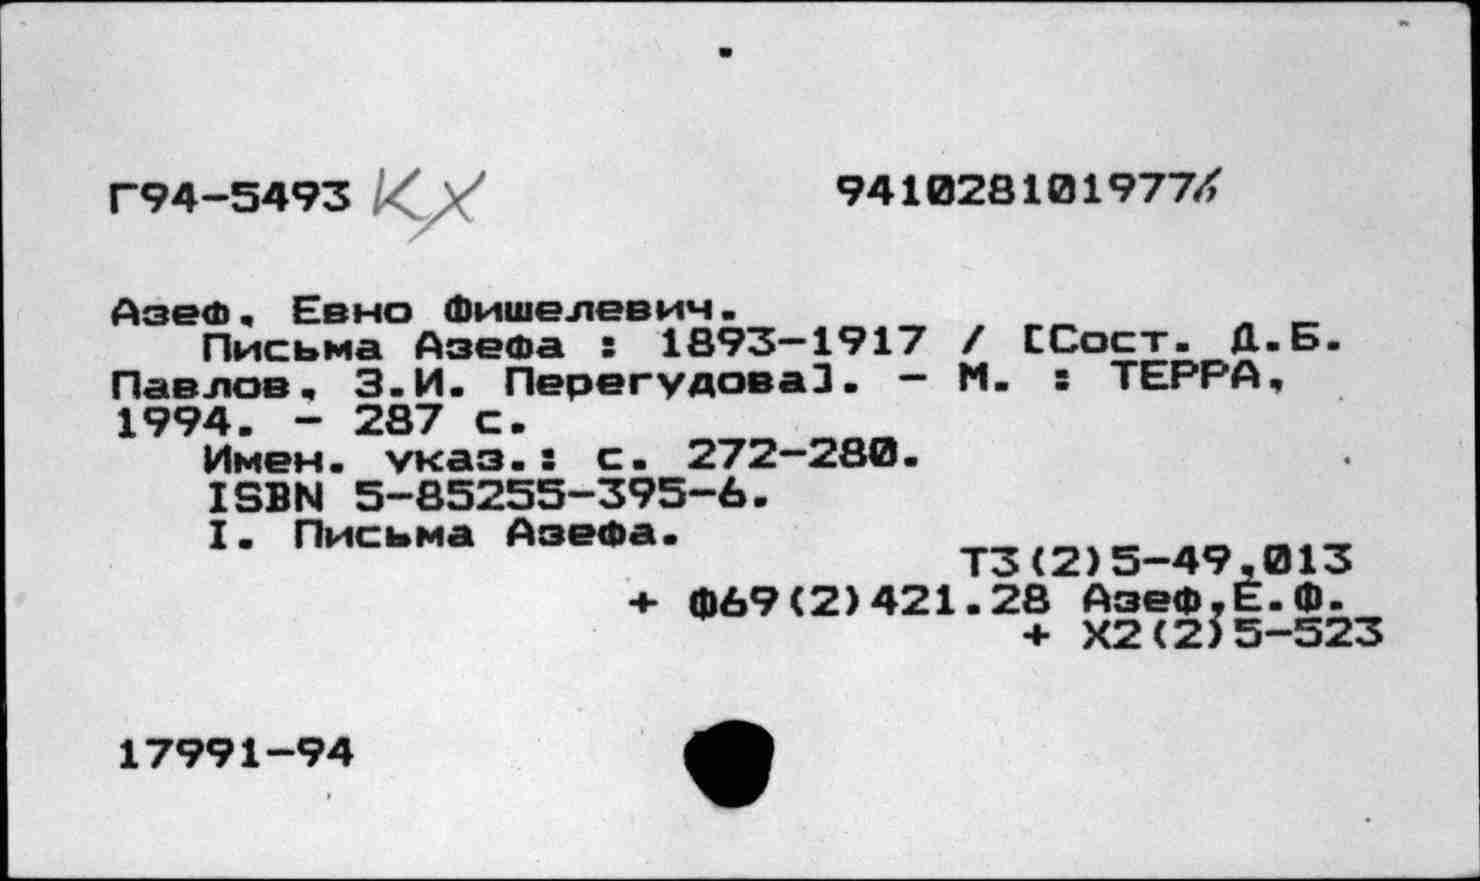 Г94-5493 КХ 9410281019776
Азеф, Евно Фишелевич.
Письма Азефа : 1893-1917 / [Сост. Д.Б.
Павлов, З.И. Перегудова]. - М. : ТЕРРА,
1994. - 287 с.
Имен. указ.: с. 272-280.
ISBN 5-85255-395-6.
I. Письма Азефа.
Т3(2)5-49,013
+ Ф69(2)421.28 Азеф,Е.Ф.
+ Х2(2)5-523
17991-94